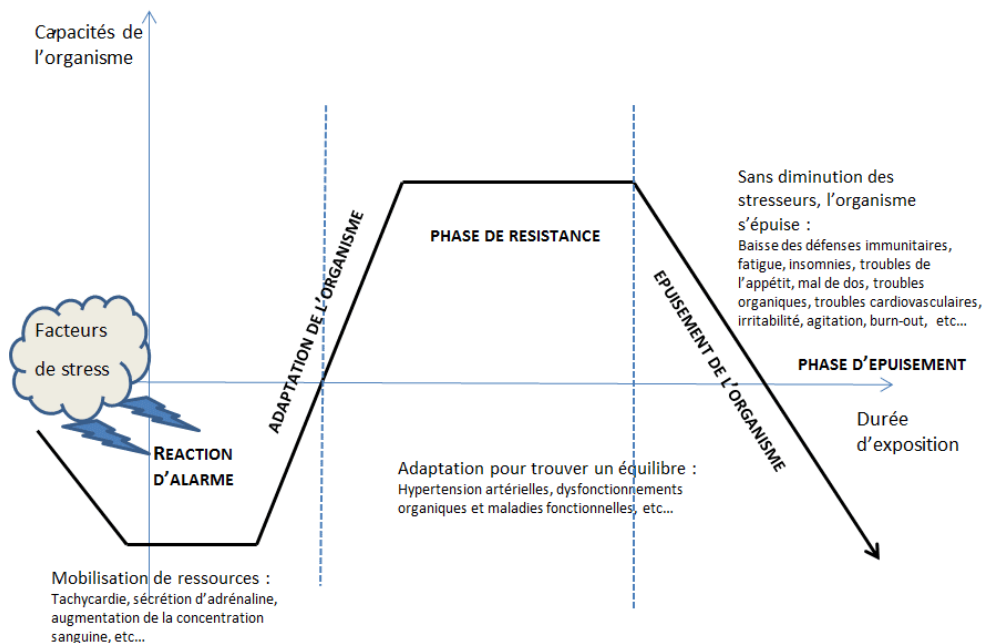 Capacités de
l'organisme
Facteurs
de stress
REACTION
D'ALARME
Mobilisation de ressources :
Tachycardie, sécrétion d'adrénaline,
augmentation de la concentration
sanguine, etc...
ADAPTATION DE L'ORGANISME
PHASE DE RESISTANCE
Adaptation pour trouver un équilibre :
Hypertension artérielles, dysfonctionnements
organiques et maladies fonctionnelles, etc...
EPUISEMENT DE L'ORGANISME
Sans diminution des
stresseurs, l'organisme
s'épuise :
Baisse des défenses immunitaires,
fatigue, insomnies, troubles de
l'appétit, mal de dos, troubles
organiques, troubles cardiovasculaires,
irritabilité, agitation, burn-out, etc...
PHASE D'EPUISEMENT
Durée
d'exposition